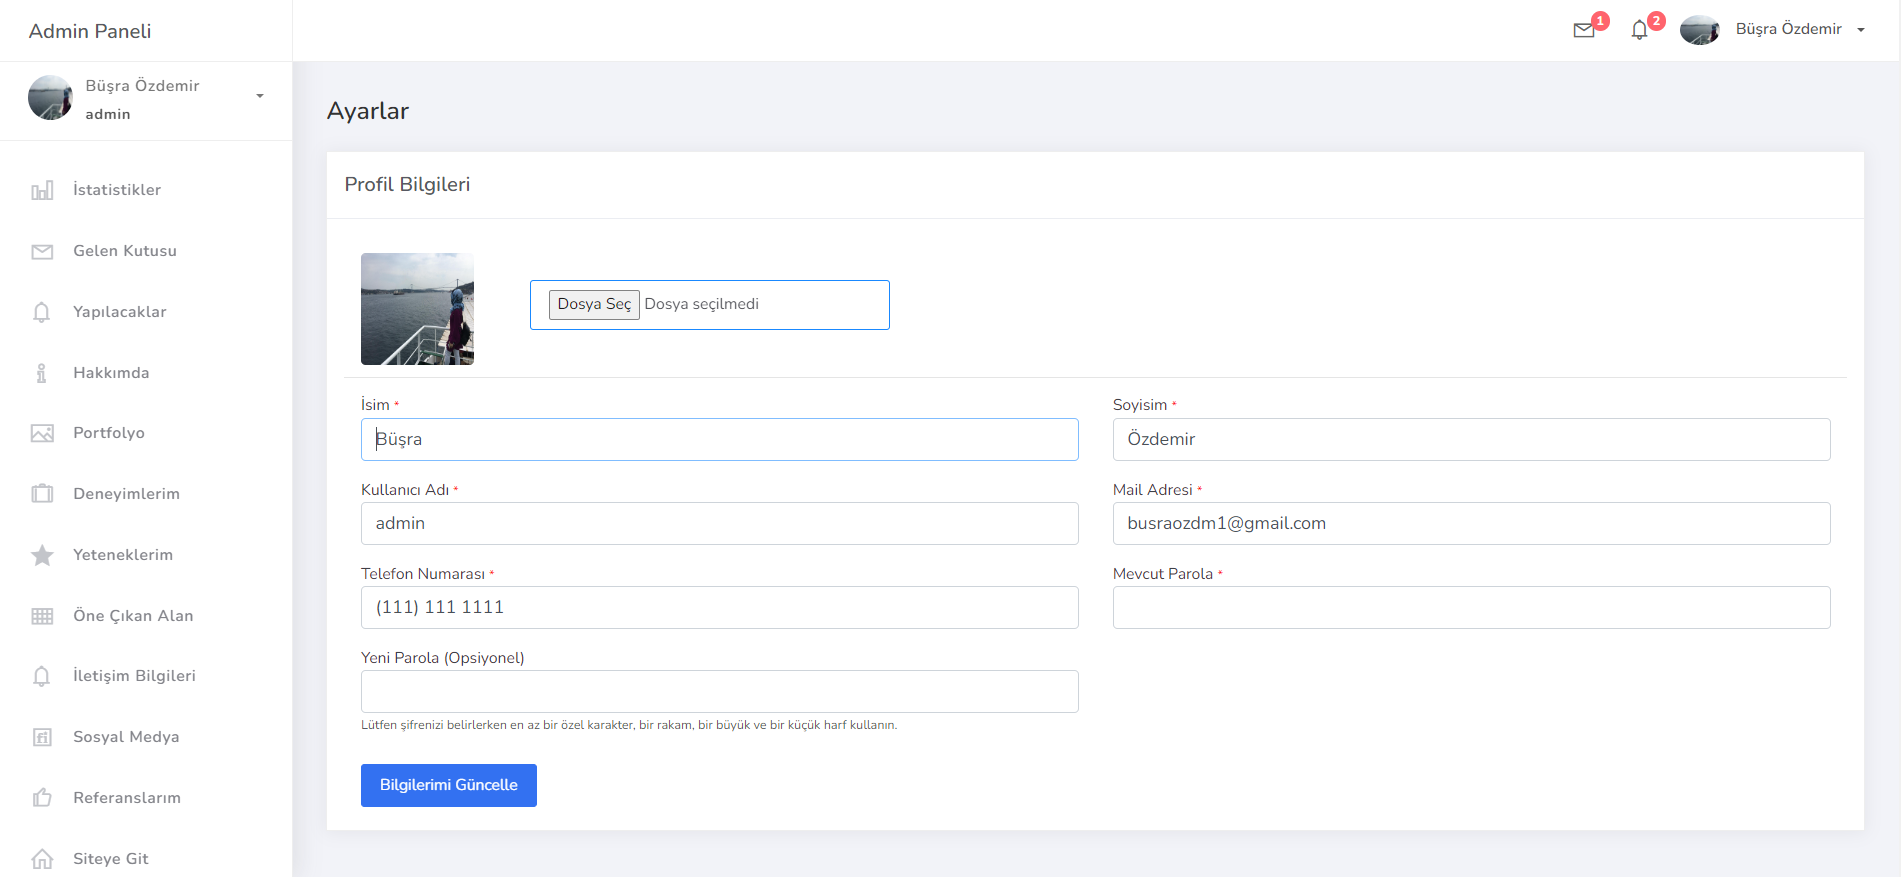 Admin Paneli
1
2
Büşra Özdemir
Büşra Özdemir
admin
İstatistikler
Gelen Kutusu
Yapılacaklar
Hakkımda
Portfolyo
Deneyimlerim
Yeteneklerim
Öne Çıkan Alan
İletişim Bilgileri
Sosyal Medya
Referanslarım
Siteye Git
Ayarlar
Profil Bilgileri
Dosya Seç Dosya seçilmedi
İsim *
Büşra
Soyisim *
Özdemir
Kullanıcı Adı *
admin
Mail Adresi *
busraozdm1@gmail.com
Telefon Numarası *
(111) 111 1111
Mevcut Parola *
Yeni Parola (Opsiyonel)
Lütfen şifrenizi belirlerken en az bir özel karakter, bir rakam, bir büyük ve bir küçük harf kullanın.
Bilgilerimi Güncelle